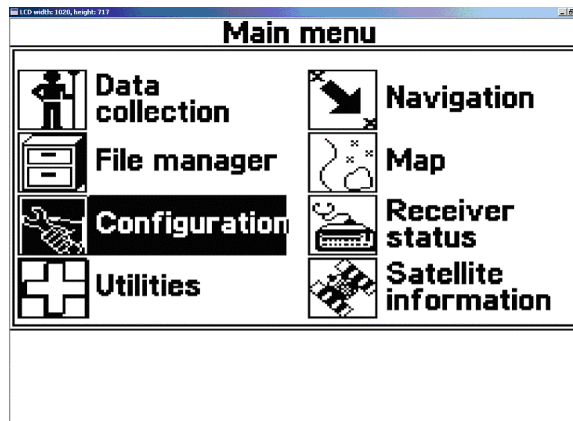 LCD width: 1020, height: 717
Main menu
Data
collection
Navigation
File manager
Map
Configuration
Receiver
status
Utilities
Satellite
information